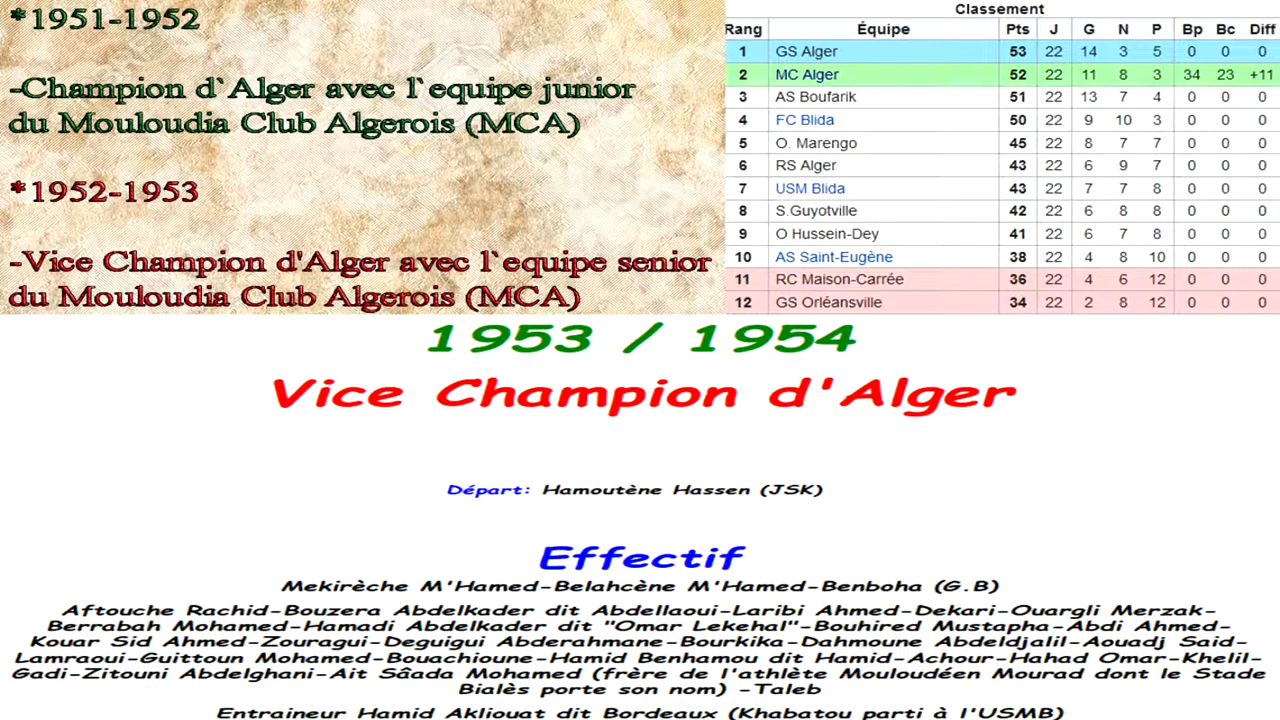 *1951-1952
-Champion d`Alger avec l`equipe junior
du Mouloudia Club Algerois (MCA)
*1952-1953
-Vice Champion d'Alger avec l`equipe senior
du Mouloudia Club Algerois (MCA)
Classement
Rang Équipe Pts J G N P Bp Bc Diff
1 GS Alger 53 22 14 3 5 0 0 0
2 MC Alger 52 22 11 8 3 34 23 +11
3 AS Boufarik 51 22 13 7 4 0 0 0
4 FC Blida 50 22 9 10 3 0 0 0
5 O. Marengo 45 22 8 7 7 0 0 0
6 RS Alger 43 22 6 9 7 0 0 0
7 USM Blida 43 22 7 7 8 0 0 0
8 S.Guyotville 42 22 6 8 8 0 0 0
9 O Hussein-Dey 41 22 6 7 8 0 0 0
10 AS Saint-Eugène 38 22 4 8 10 0 0 0
11 RC Maison-Carrée 36 22 4 6 12 0 0 0
12 GS Orléansville 34 22 2 8 12 0 0 0
1953 / 1954
Vice Champion d'Alger
Départ: Hamoutène Hassen (JSK)
Effectif
Mekirèche M'Hamed-Belahcène M'Hamed-Benboha (G.B)
Aftouche Rachid-Bouzera Abdelkader dit Abdellaoui-Laribi Ahmed-Dekari-Ouargli Merzak-
Berrabah Mohamed-Hamadi Abdelkader dit "Omar Lekehal"-Bouhired Mustapha-Abdi Ahmed-
Kouar Sid Ahmed-Zouragui-Deguigui Abderahmane-Bourkika-Dahmoune Abdeldjalil-Aouadj Said-
Lamraoui-Guittoun Mohamed-Bouachioune-Hamid Benhamou dit Hamid-Achour-Hahad Omar-Khelil-
Gadi-Zitouni Abdelghani-Ait Sâada Mohamed (frère de l'athlète Mouloudéen Mourad dont le Stade
Bialès porte son nom) -Taleb
Entraineur Hamid Akliouat dit Bordeaux (Khabatou parti à l'USMB)